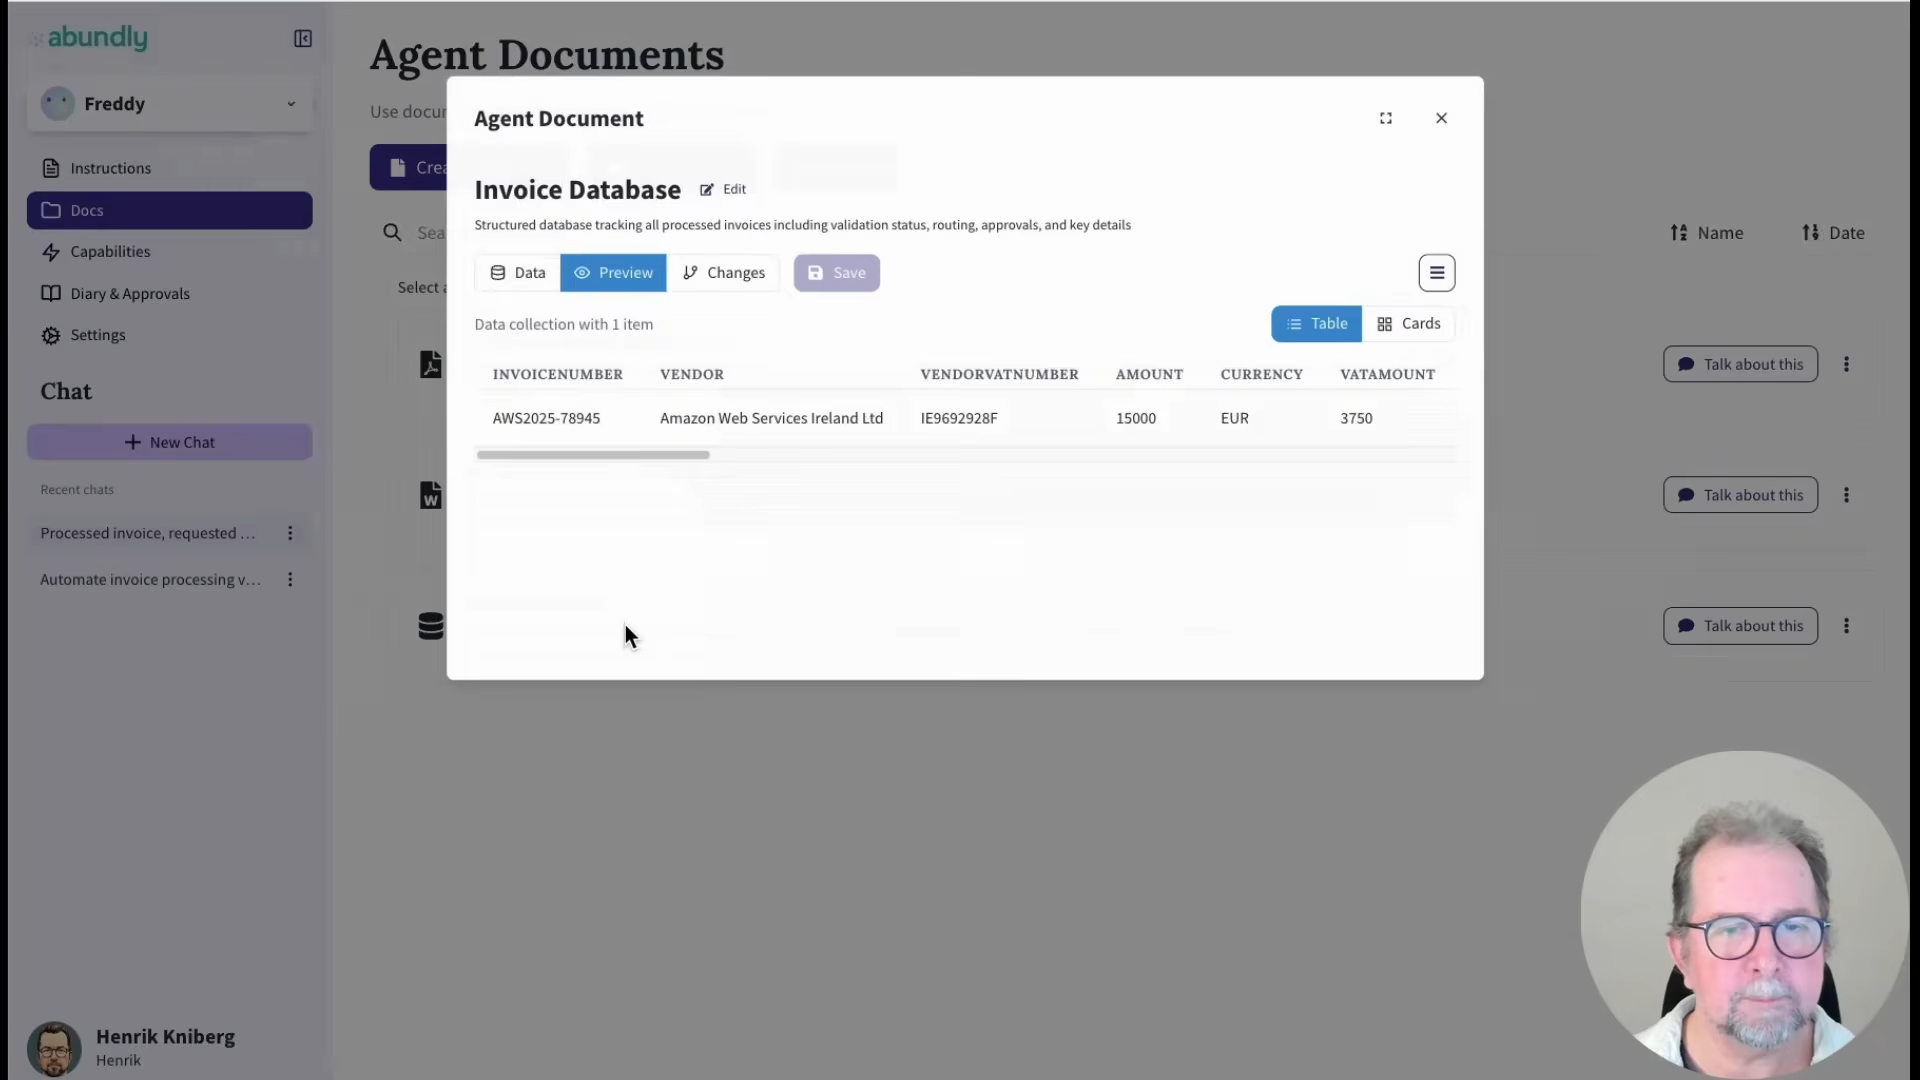 abundly
Freddy
Instructions
Docs
Capabilities
Diary & Approvals
Settings
Chat
New Chat
Recent chats
Processed invoice, requested ...
Automate invoice processing v...
Henrik Kniberg
Henrik
Agent Documents
Use docum
Crea
Sea
Name
Date
Select a
Talk about this
Talk about this
Talk about this
Agent Document
Invoice Database Edit
Structured database tracking all processed invoices including validation status, routing, approvals, and key details
Data Preview Changes Save
Data collection with 1 item
Table Cards
INVOICENUMBER VENDOR VENDORVATNUMBER AMOUNT CURRENCY VATAMOUNT
AWS2025-78945 Amazon Web Services Ireland Ltd IE9692928F 15000 EUR 3750